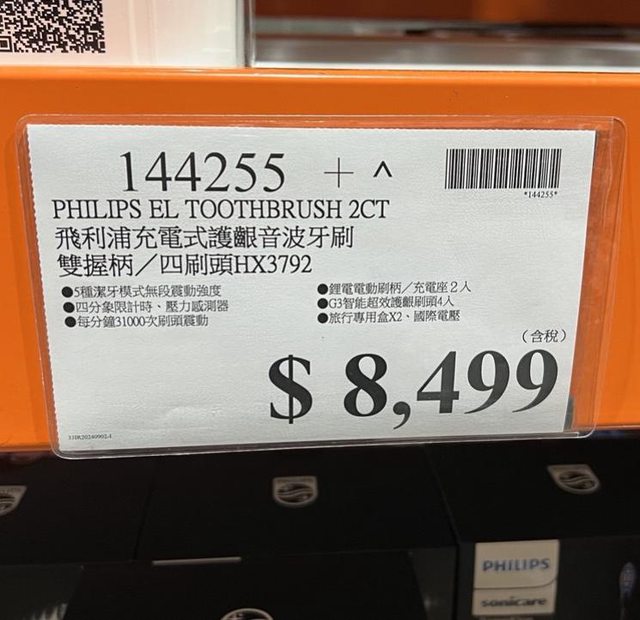 144255 + ^
*144255*
PHILIPS EL TOOTHBRUSH 2CT
飛利浦充電式護齦音波牙刷
雙握柄／四刷頭HX3792
●5種潔牙模式無段震動強度
●四分象限計時、壓力感測器
●每分鐘31000次刷頭震動
●鋰電電動刷柄／充電座２入
●G3智能超效護齦刷頭4入
●旅行專用盒X2、國際電壓
（含稅）
$ 8,499
PHILIPS
sonicare